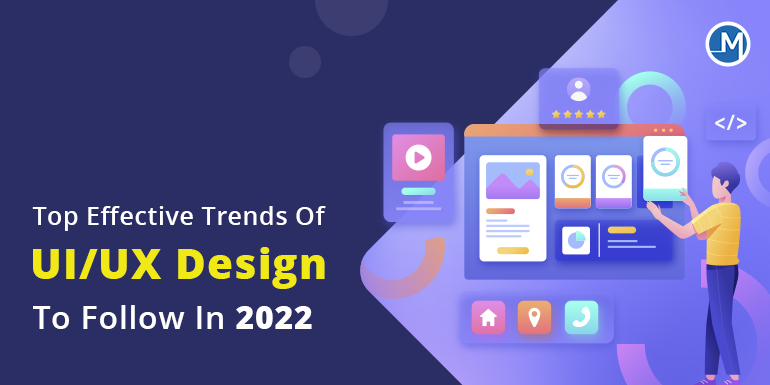 Top Effective Trends Of
UI/UX Design
To Follow In 2022
M
</>